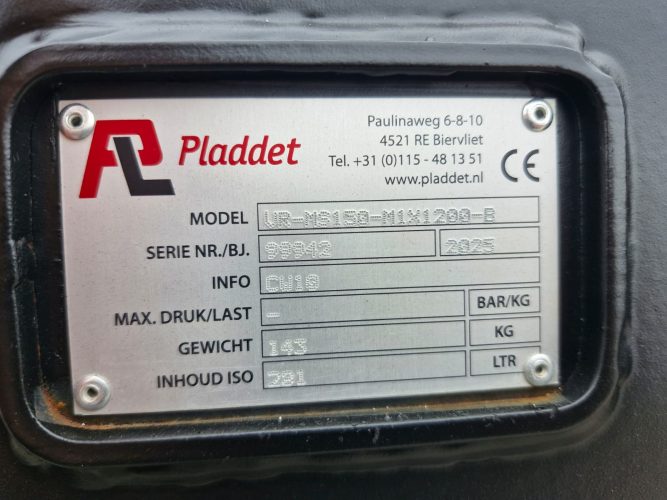 Pladdet
Paulinaweg 6-8-10
4521 RE Biervliet
Tel. +31 (0)115 - 48 13 51
www.pladdet.nl
CE
MODEL VR-MS150-M1X1200-B
SERIE NR./BJ. 99942 2025
INFO CW10
MAX. DRUK/LAST - BAR/KG
GEWICHT 143 KG
INHOUD ISO 201 LTR